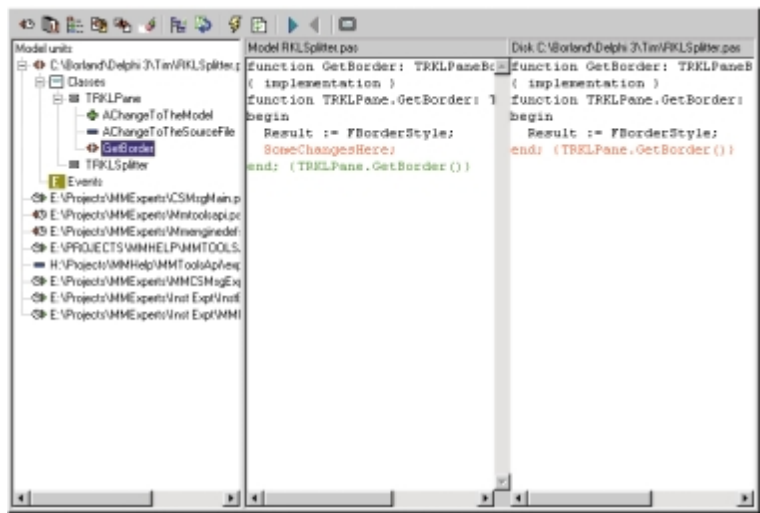 Model units
C:\Borland\Delphi 3\Tim\RKLSplitter.p
Classes
TRKLPane
AChangeToTheModel
AChangeToTheSourceFile
GetBorder
TRKLSplitter
E Events
E:\Projects\MMExperts\CSMsgMain.p
E:\Projects\MMExperts\Mmtoolsapi.pa
E:\Projects\MMExperts\Mmenginedef
E:\PROJECTS\MMHELP\MMTOOLS.
H:\Projects\MMHelp\MMToolsApi\exp
E:\Projects\MMExperts\MMCSMsgExp
E:\Projects\MMExperts\Inst Expt\InstE
E:\Projects\MMExperts\Inst Expt\MMI
Model RKLSplitter.pas
function GetBorder: TRKLPaneBo
{ implementation }
function TRKLPane.GetBorder: T
begin
Result := FBorderStyle;
SomeChangesHere;
end; {TRKLPane.GetBorder()}
Disk C:\Borland\Delphi 3\Tim\RKLSplitter.pas
function GetBorder: TRKLPaneB
{ implementation }
function TRKLPane.GetBorder:
begin
Result := FBorderStyle;
end; {TRKLPane.GetBorder()}